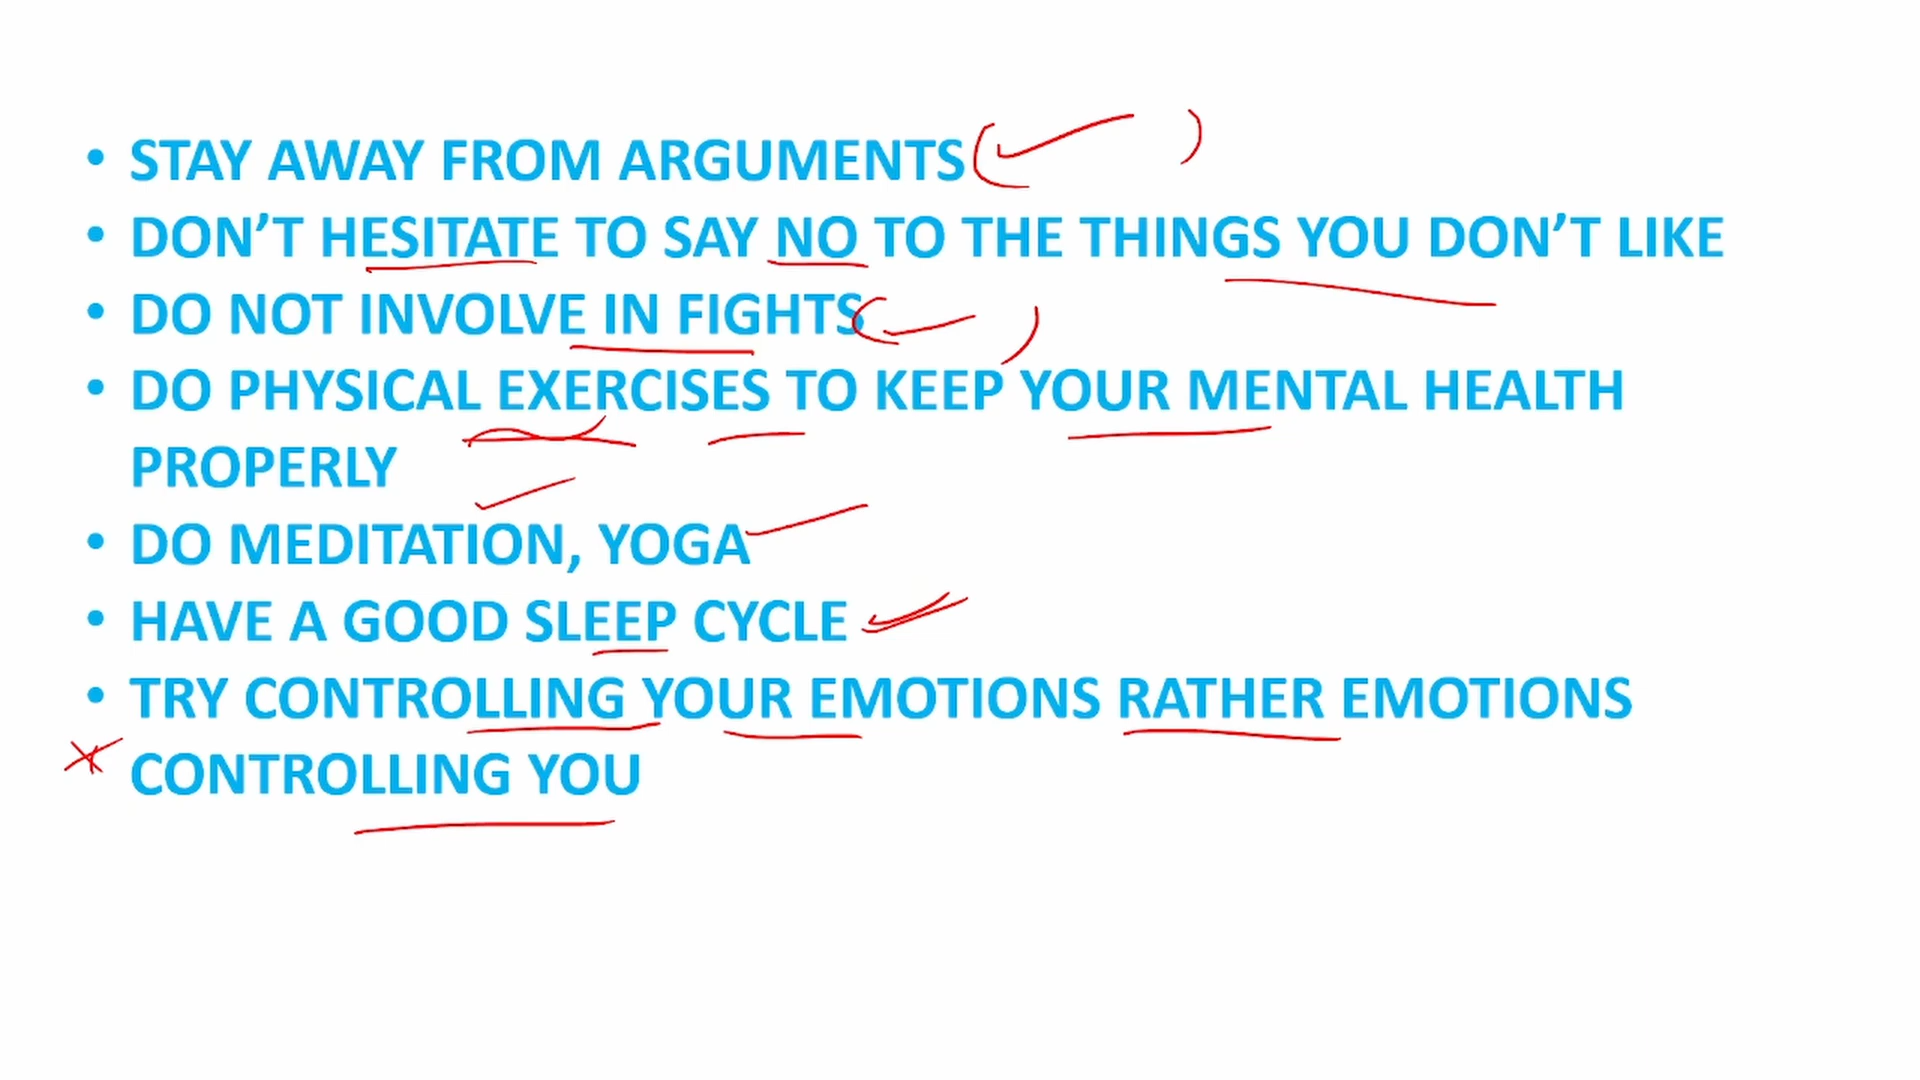 • STAY AWAY FROM ARGUMENTS
• DON’T HESITATE TO SAY NO TO THE THINGS YOU DON’T LIKE
• DO NOT INVOLVE IN FIGHTS
• DO PHYSICAL EXERCISES TO KEEP YOUR MENTAL HEALTH
PROPERLY
• DO MEDITATION, YOGA
• HAVE A GOOD SLEEP CYCLE
• TRY CONTROLLING YOUR EMOTIONS RATHER EMOTIONS
CONTROLLING YOU